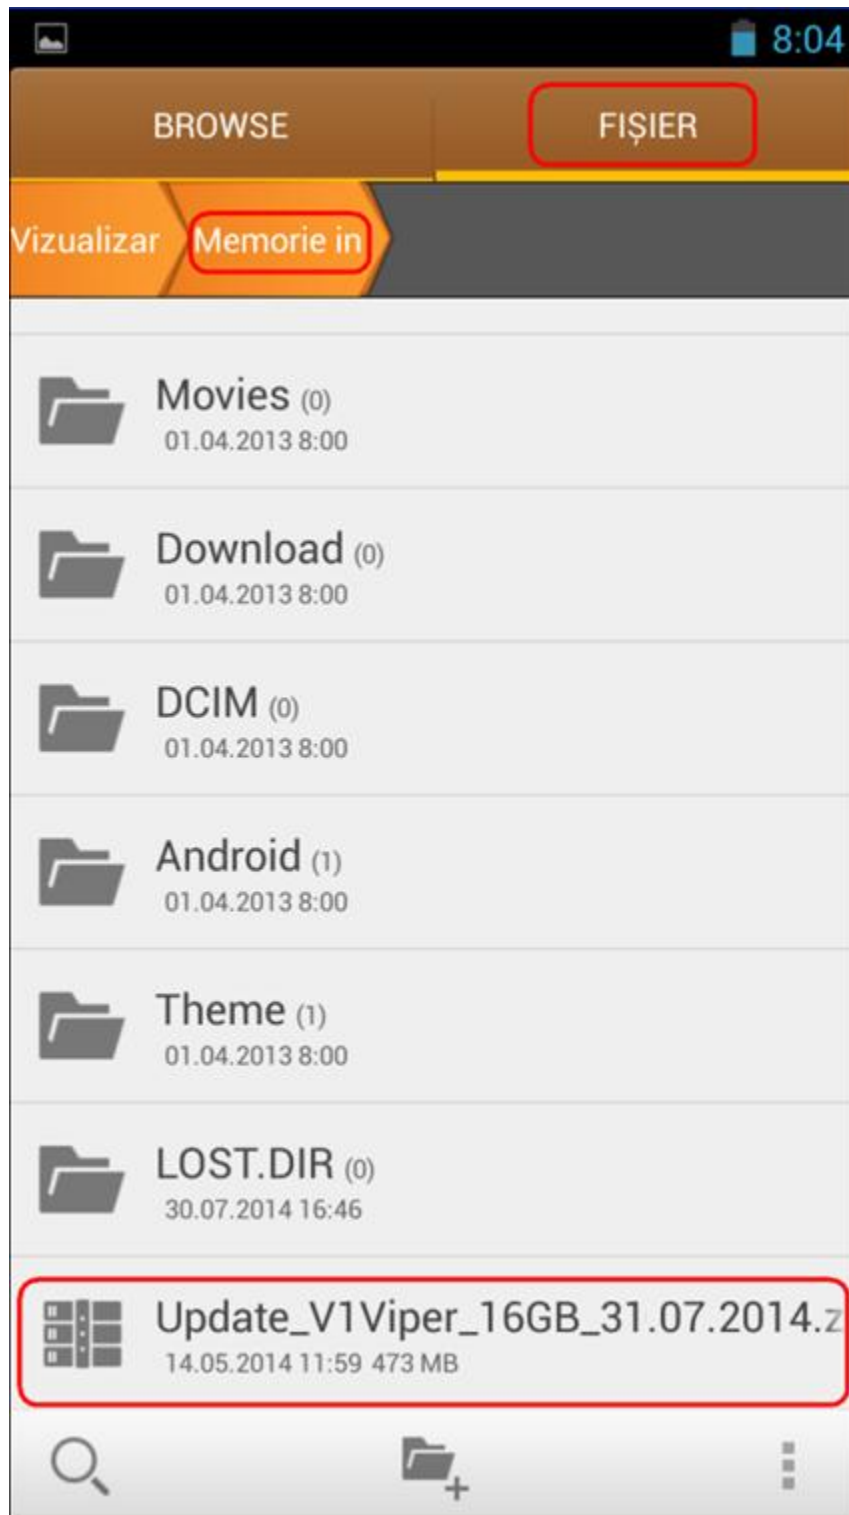 8:04
BROWSE
FIȘIER
Vizualizar
Memorie in
Movies (0)
01.04.2013 8:00
Download (0)
01.04.2013 8:00
DCIM (0)
01.04.2013 8:00
Android (1)
01.04.2013 8:00
Theme (1)
01.04.2013 8:00
LOST.DIR (0)
30.07.2014 16:46
Update_V1Viper_16GB_31.07.2014.z
14.05.2014 11:59 473 MB